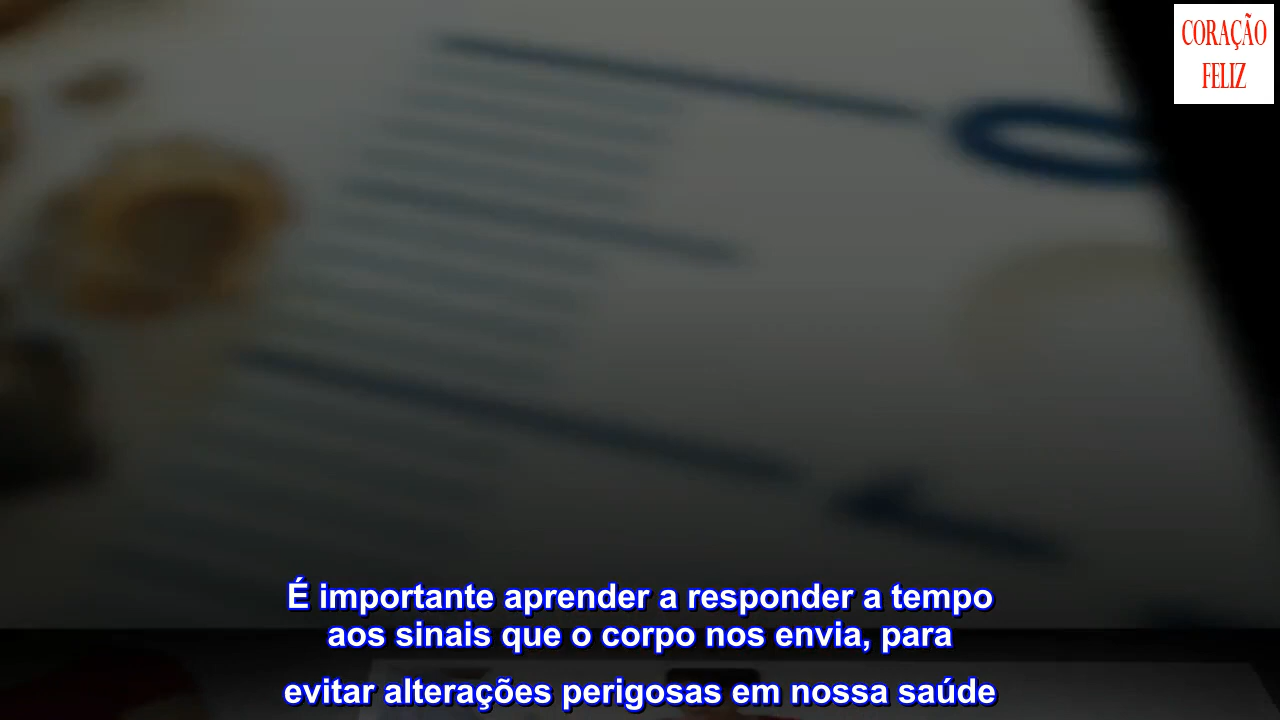 CORAÇÃO
FELIZ
É importante aprender a responder a tempo
aos sinais que o corpo nos envia, para
evitar alterações perigosas em nossa saúde